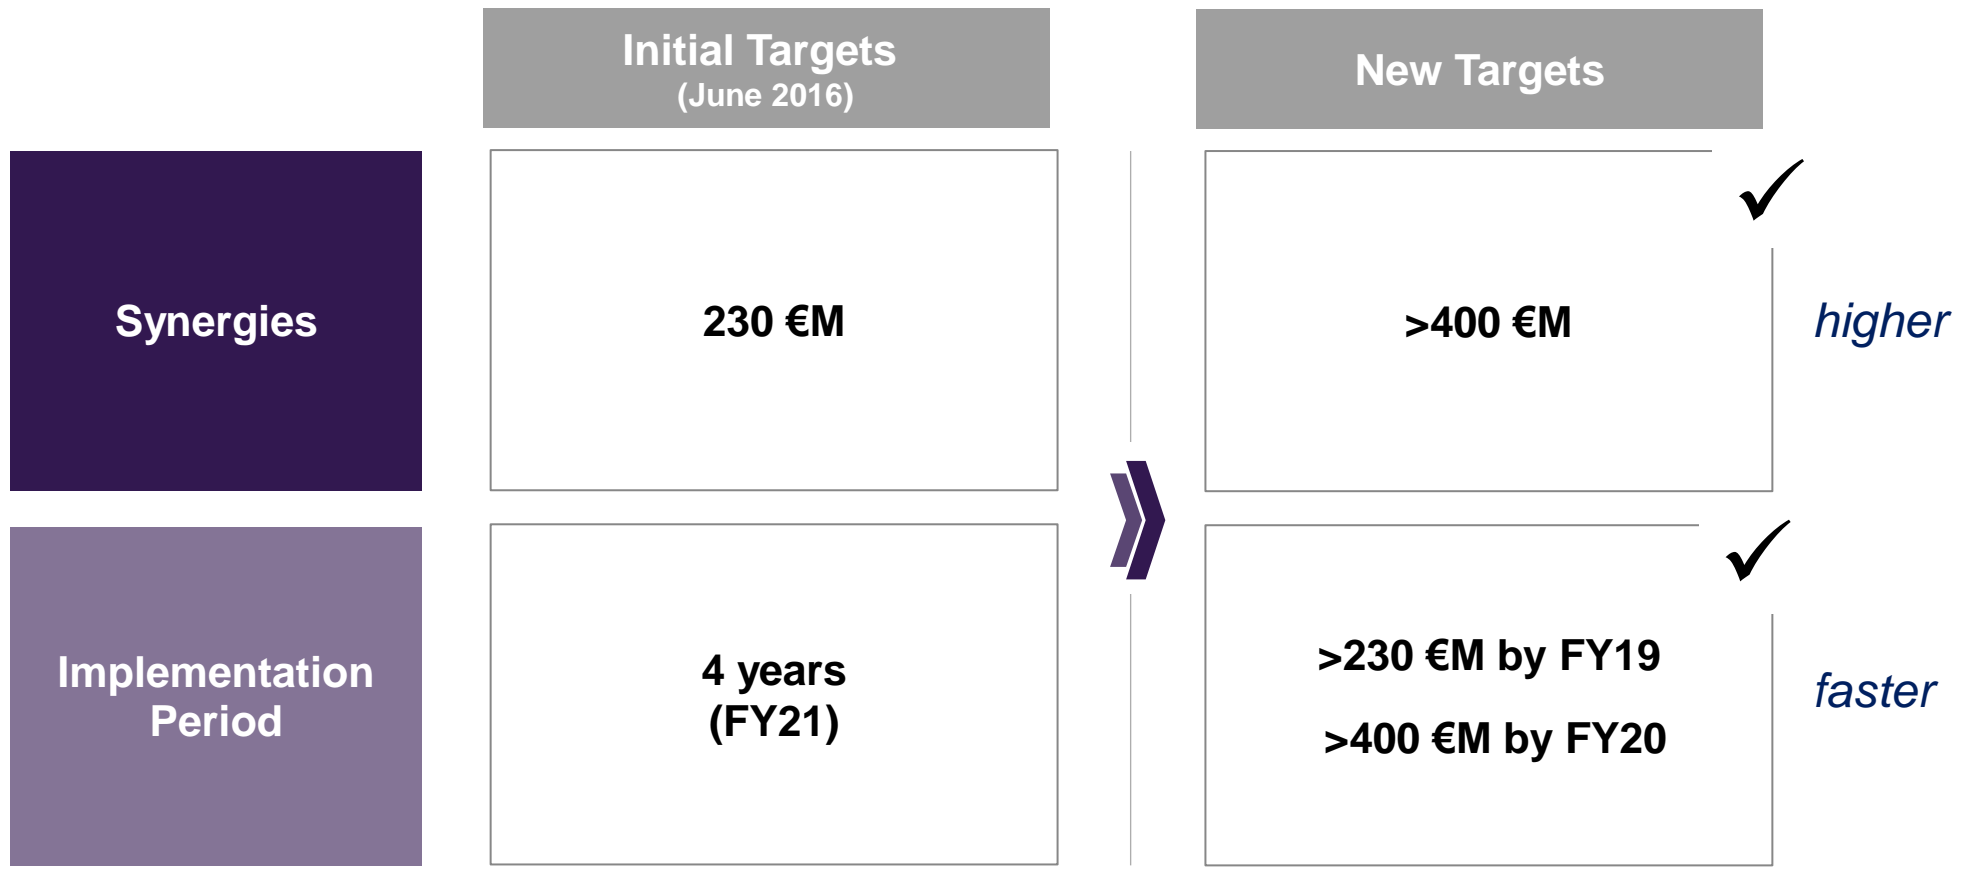 Initial Targets
(June 2016)
New Targets
Synergies
230 €M
>400 €M
higher
Implementation
Period
4 years
(FY21)
>230 €M by FY19
>400 €M by FY20
faster